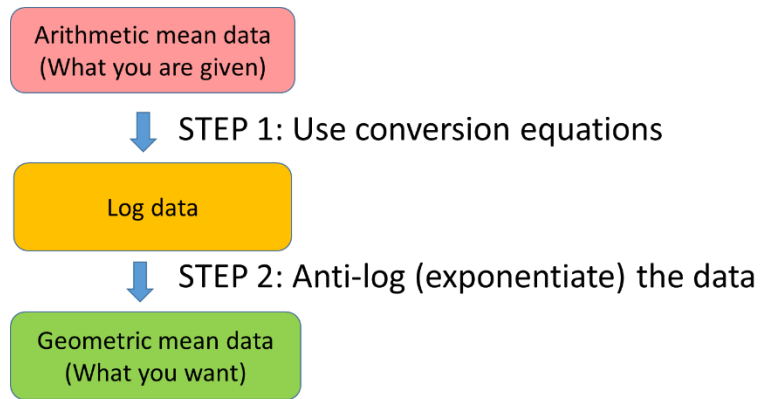 Arithmetic mean data
(What you are given)
STEP 1: Use conversion equations
Log data
STEP 2: Anti-log (exponentiate) the data
Geometric mean data
(What you want)